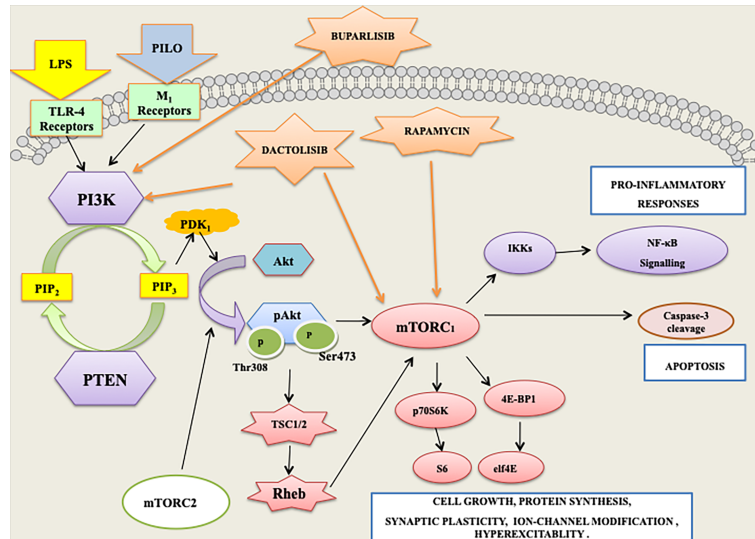 BUPARLISIB
LPS
PILO
TLR-4
Receptors
M1
Receptors
RAPAMYCIN
DACTOLISIB
PRO-INFLAMMATORY
RESPONSES
PI3K
PDK1
IKKs
NF-κB
Signalling
Akt
PIP2
PIP3
pAkt
mTORC1
Caspase-3
cleavage
P
P
Thr308
Ser473
PTEN
APOPTOSIS
p70S6K
4E-BP1
TSC1/2
S6
elf4E
Rheb
mTORC2
CELL GROWTH, PROTEIN SYNTHESIS,
SYNAPTIC PLASTICITY, ION-CHANNEL MODIFICATION ,
HYPEREXCITABLITY .